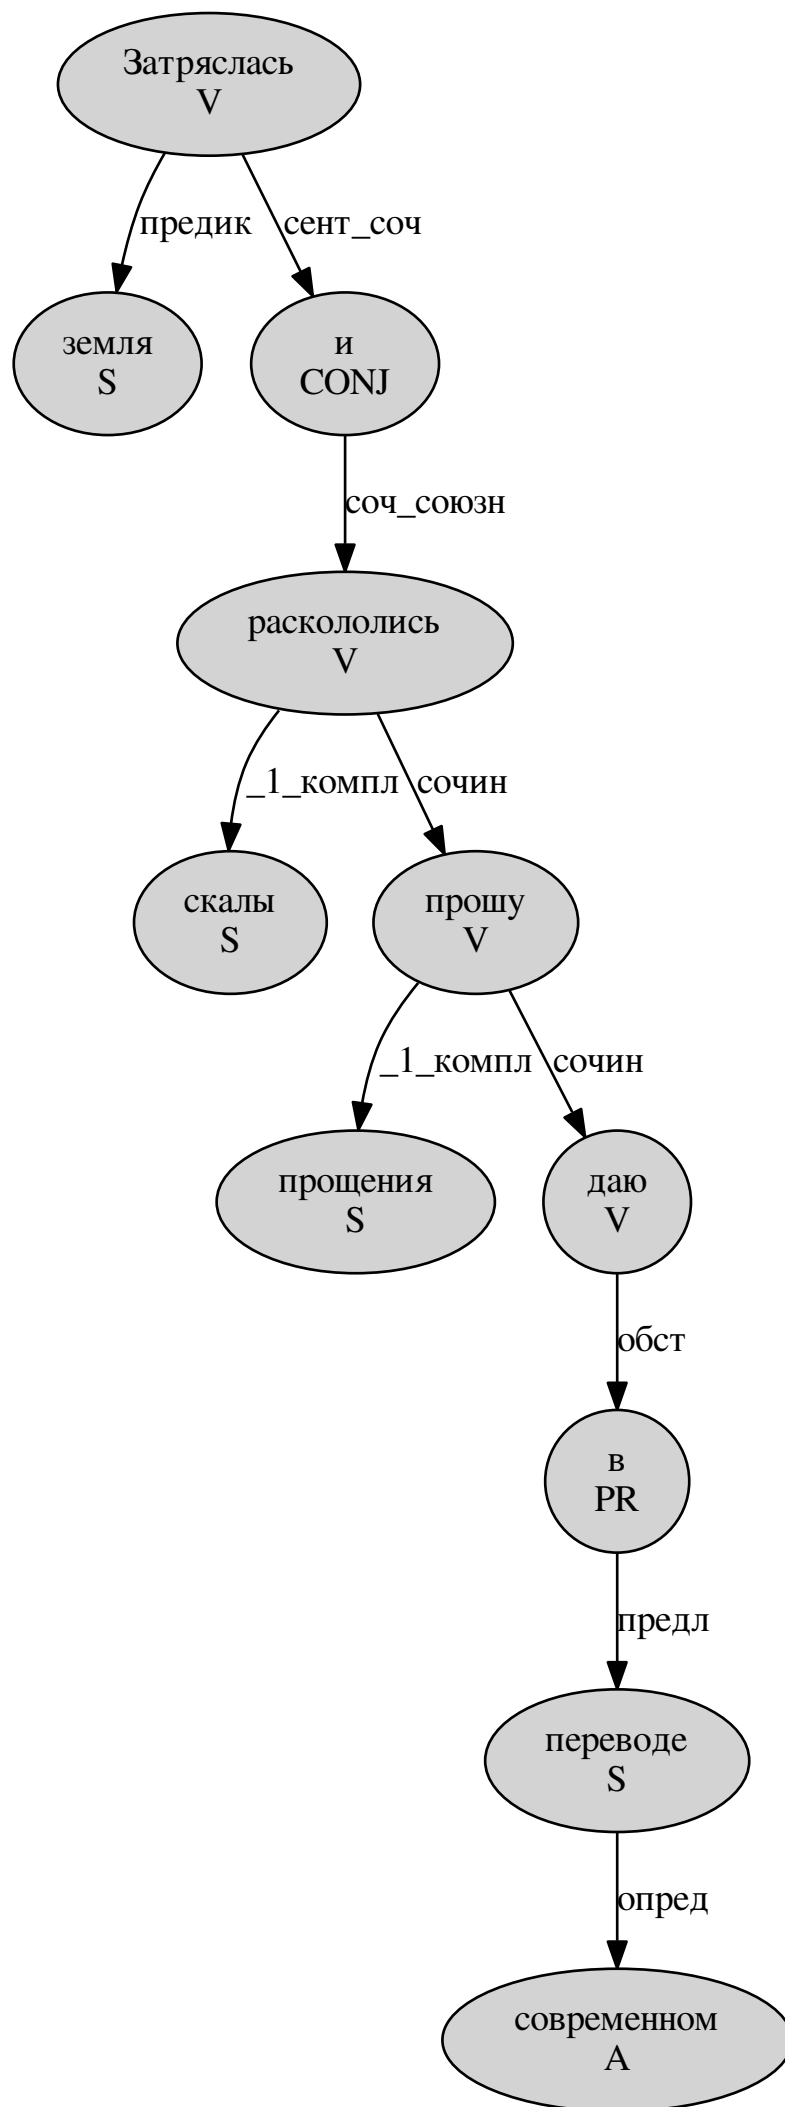 Затряслась
V
предик
сент_соч
земля
S
и
CONJ
соч_союзн
раскололись
V
_1_компл
сочин
скалы
S
прошу
V
_1_компл
сочин
прощения
S
даю
V
обст
в
PR
предл
переводе
S
опред
современном
A